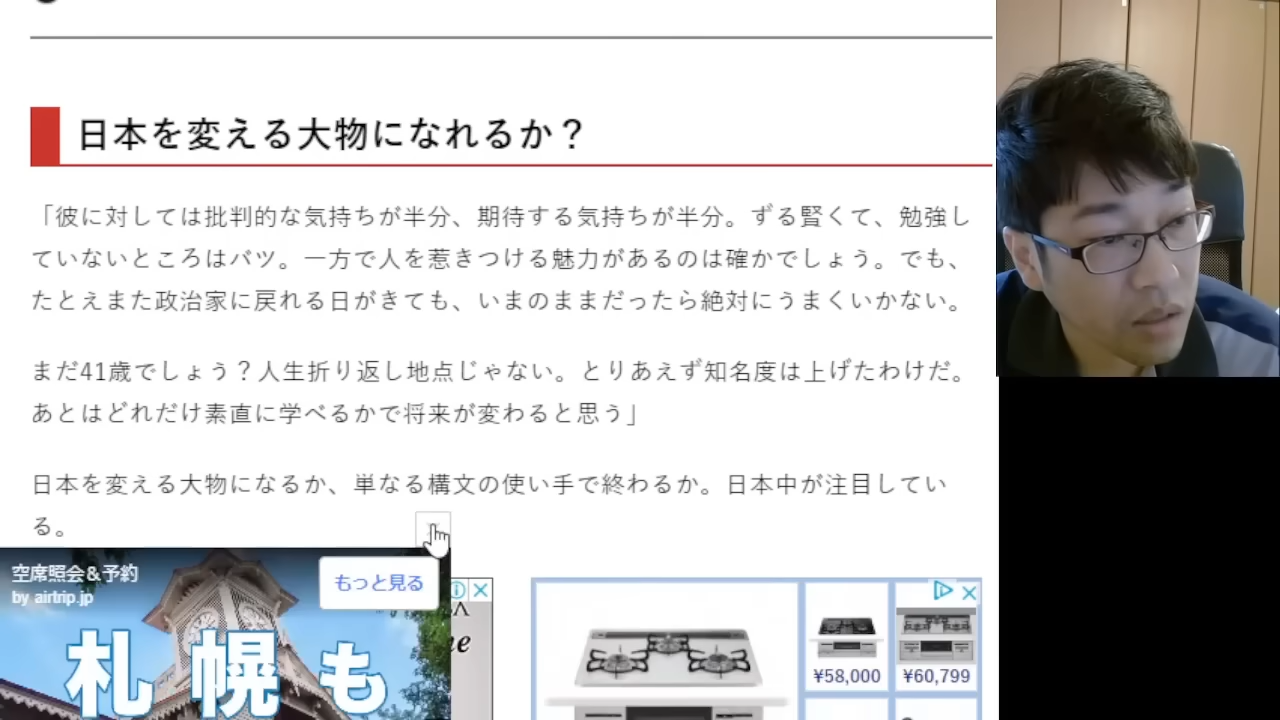 日本を変える大物になれるか？
「彼に対しては批判的な気持ちが半分、期待する気持ちが半分。ずる賢くて、勉強し
ていないところはバツ。一方で人を惹きつける魅力があるのは確かでしょう。でも、
たとえまた政治家に戻れる日がきても、いまのままだったら絶対にうまくいかない。
まだ41歳でしょう？人生折り返し地点じゃない。とりあえず知名度は上げたわけだ。
あとはどれだけ素直に学べるかで将来が変わると思う」
日本を変える大物になるか、単なる構文の使い手で終わるか。日本中が注目してい
る。
空席照会＆予約
by airtrip.jp
もっと見る
札幌も
¥58,000
¥60,799